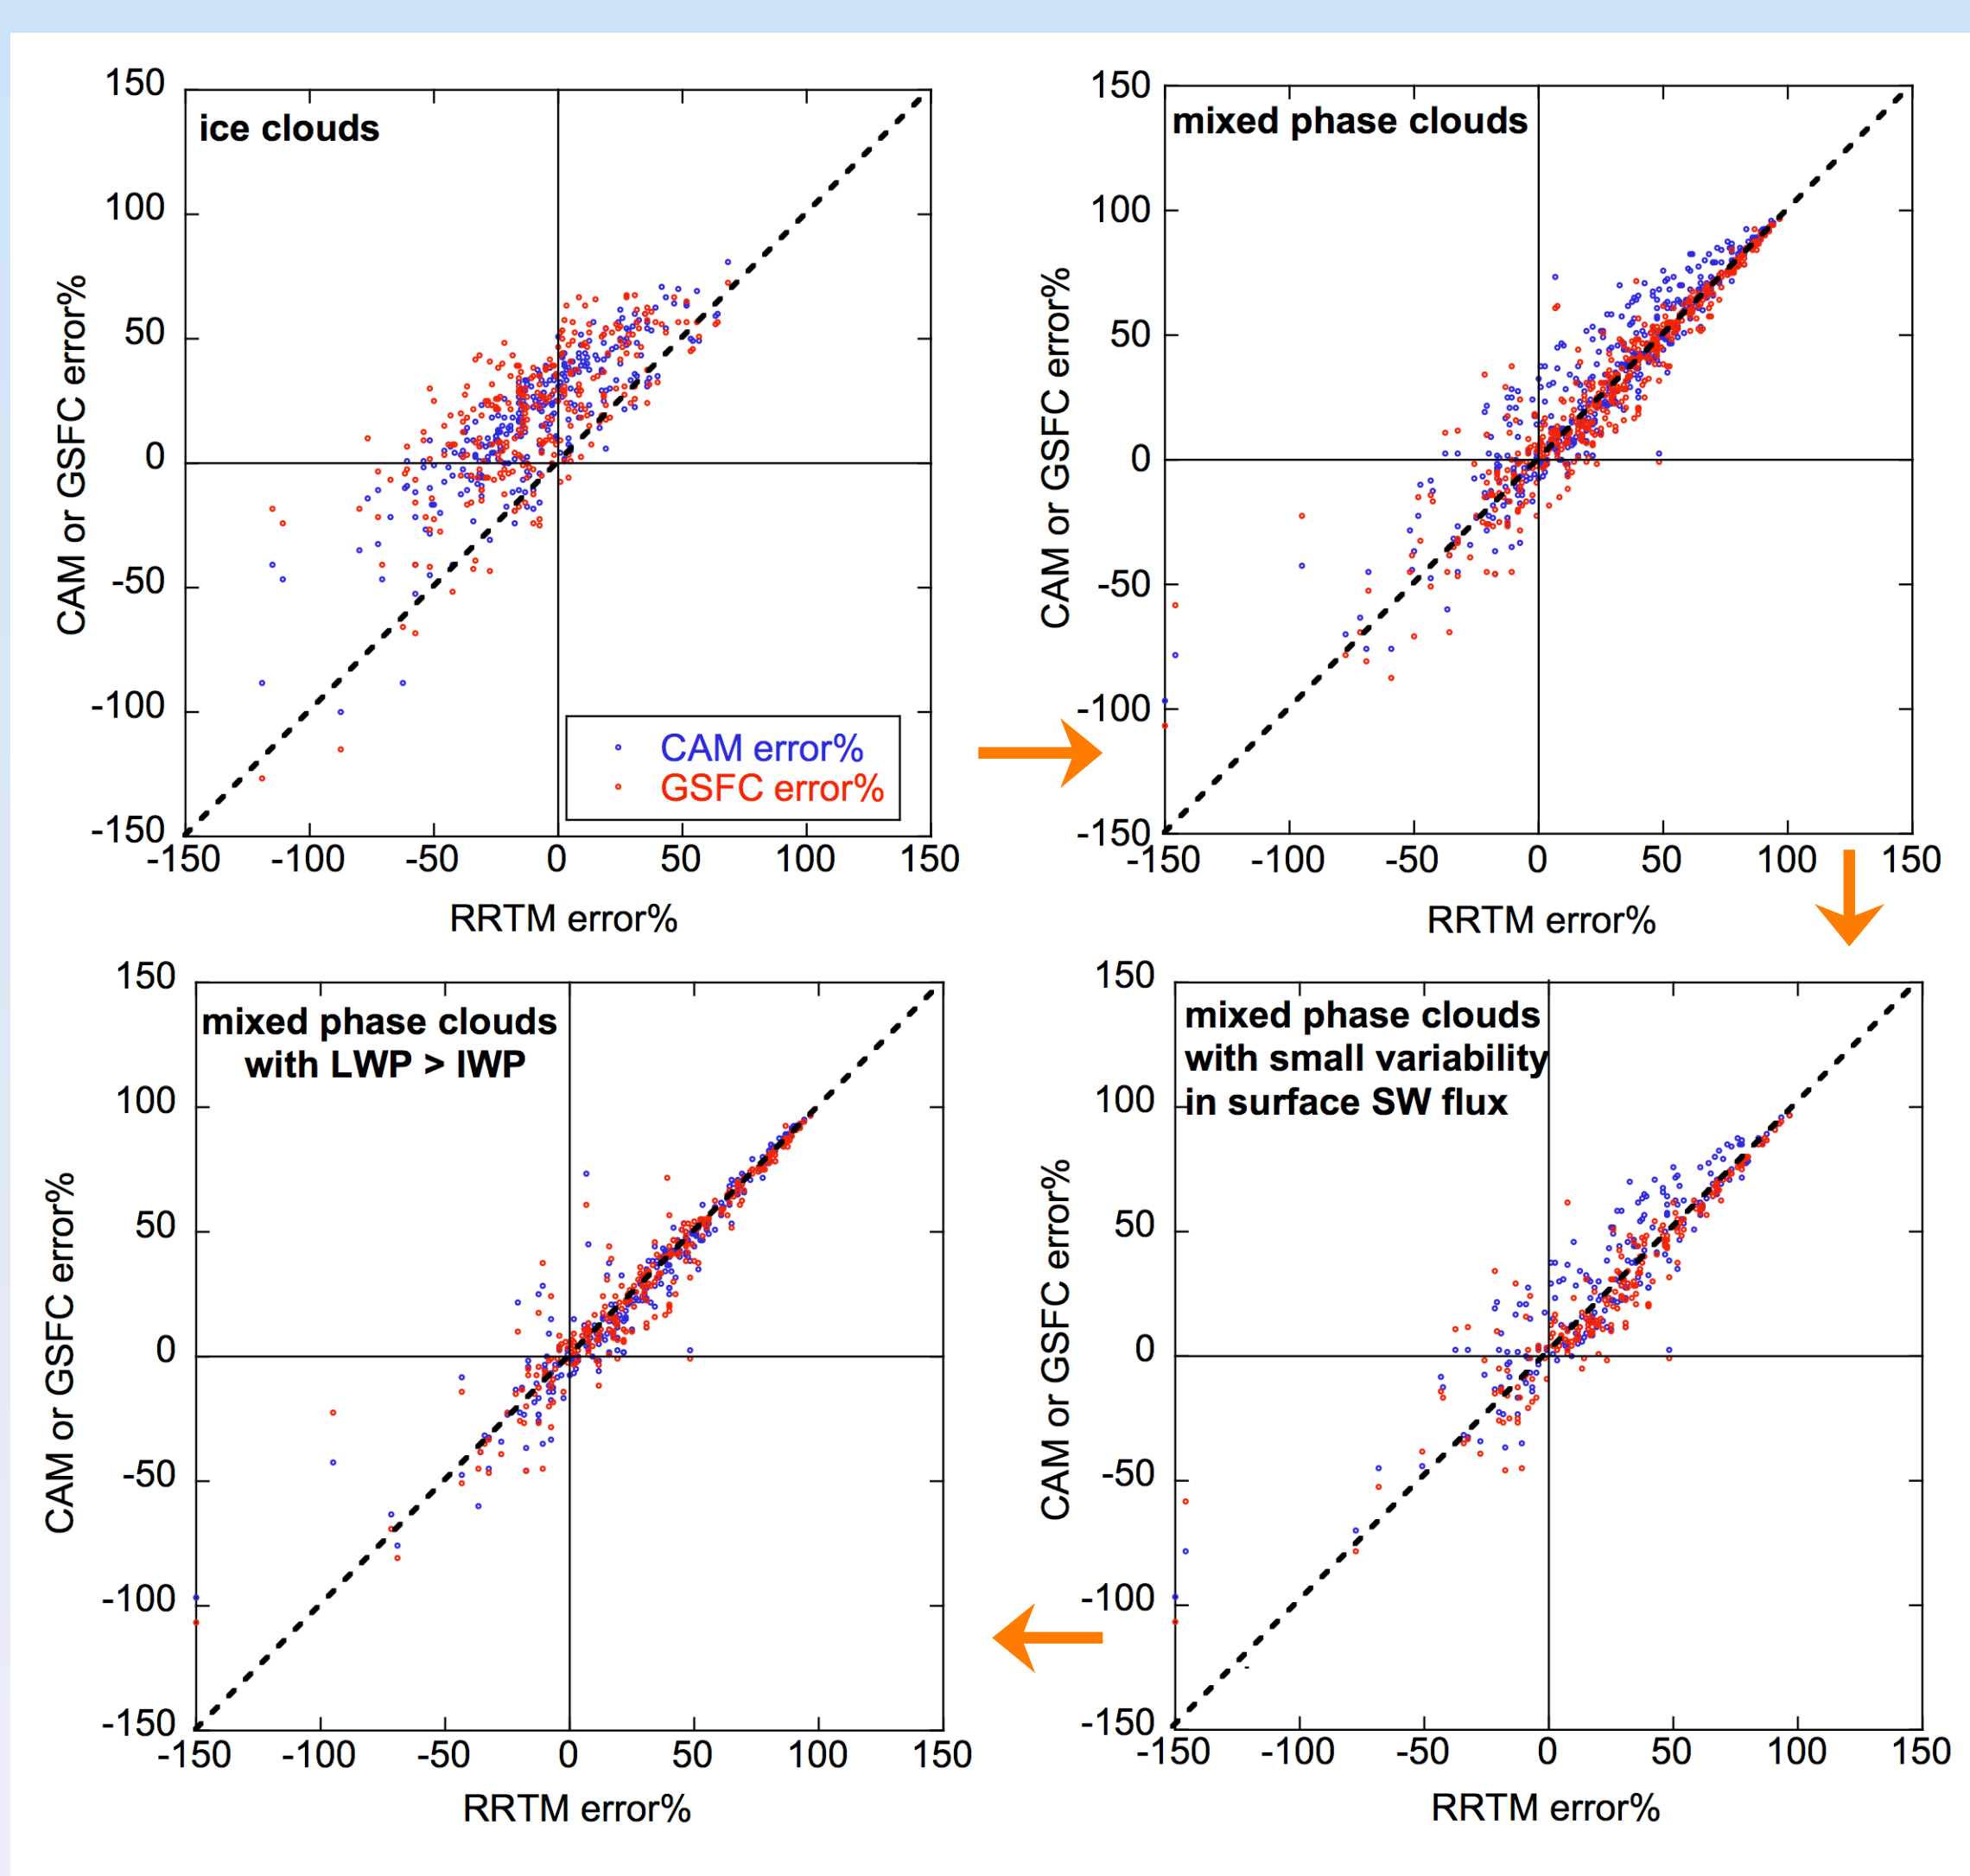 ice clouds
150
100
50
0
-50
-100
-150
-150 -100 -50 0 50 100 150
CAM or GSFC error%
RRTM error%
CAM error%
GSFC error%
mixed phase clouds
150
100
50
0
-50
-100
-150
-150 -100 -50 0 50 100 150
CAM or GSFC error%
RRTM error%
mixed phase clouds
with small variability
in surface SW flux
150
100
50
0
-50
-100
-150
-150 -100 -50 0 50 100 150
CAM or GSFC error%
RRTM error%
mixed phase clouds
with LWP > IWP
150
100
50
0
-50
-100
-150
-150 -100 -50 0 50 100 150
CAM or GSFC error%
RRTM error%